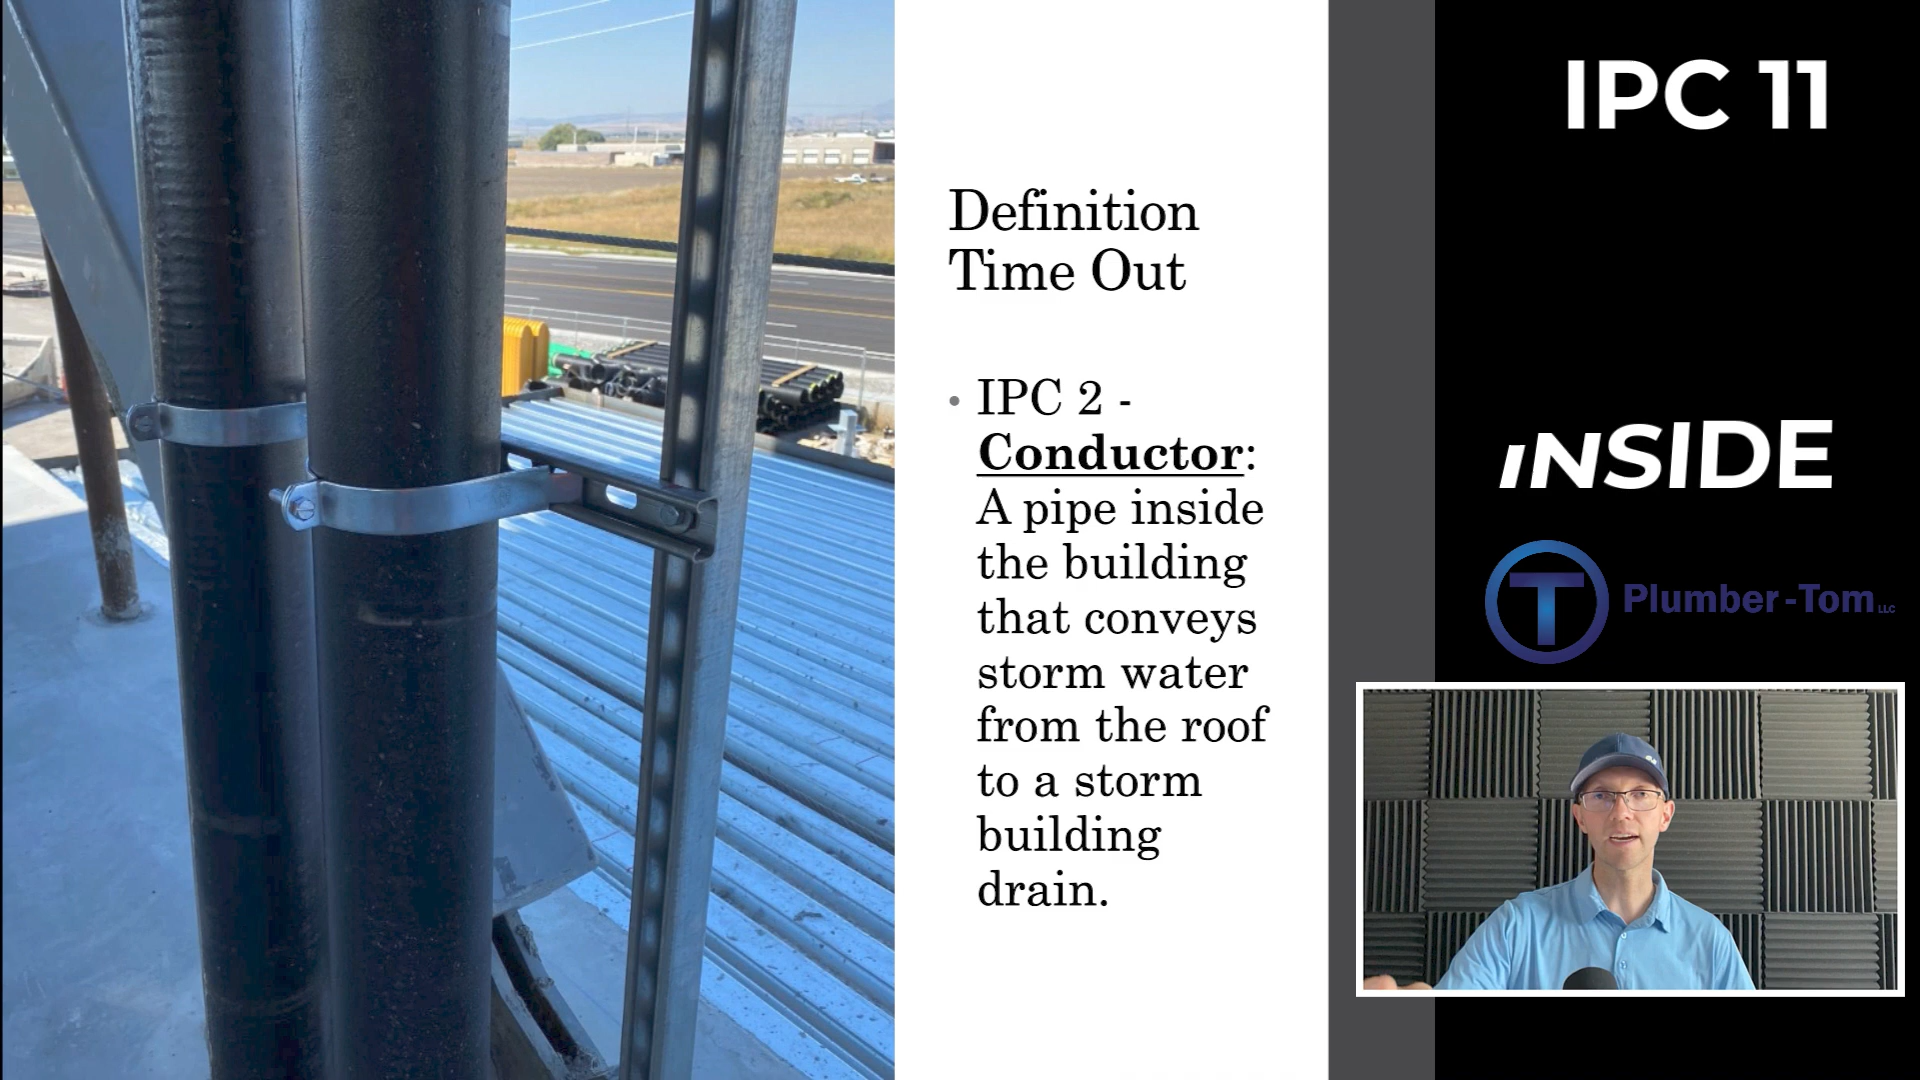 Definition
Time Out
• IPC 2 -
Conductor:
A pipe inside
the building
that conveys
storm water
from the roof
to a storm
building
drain.
IPC 11
INSIDE
T Plumber-Tom LLC